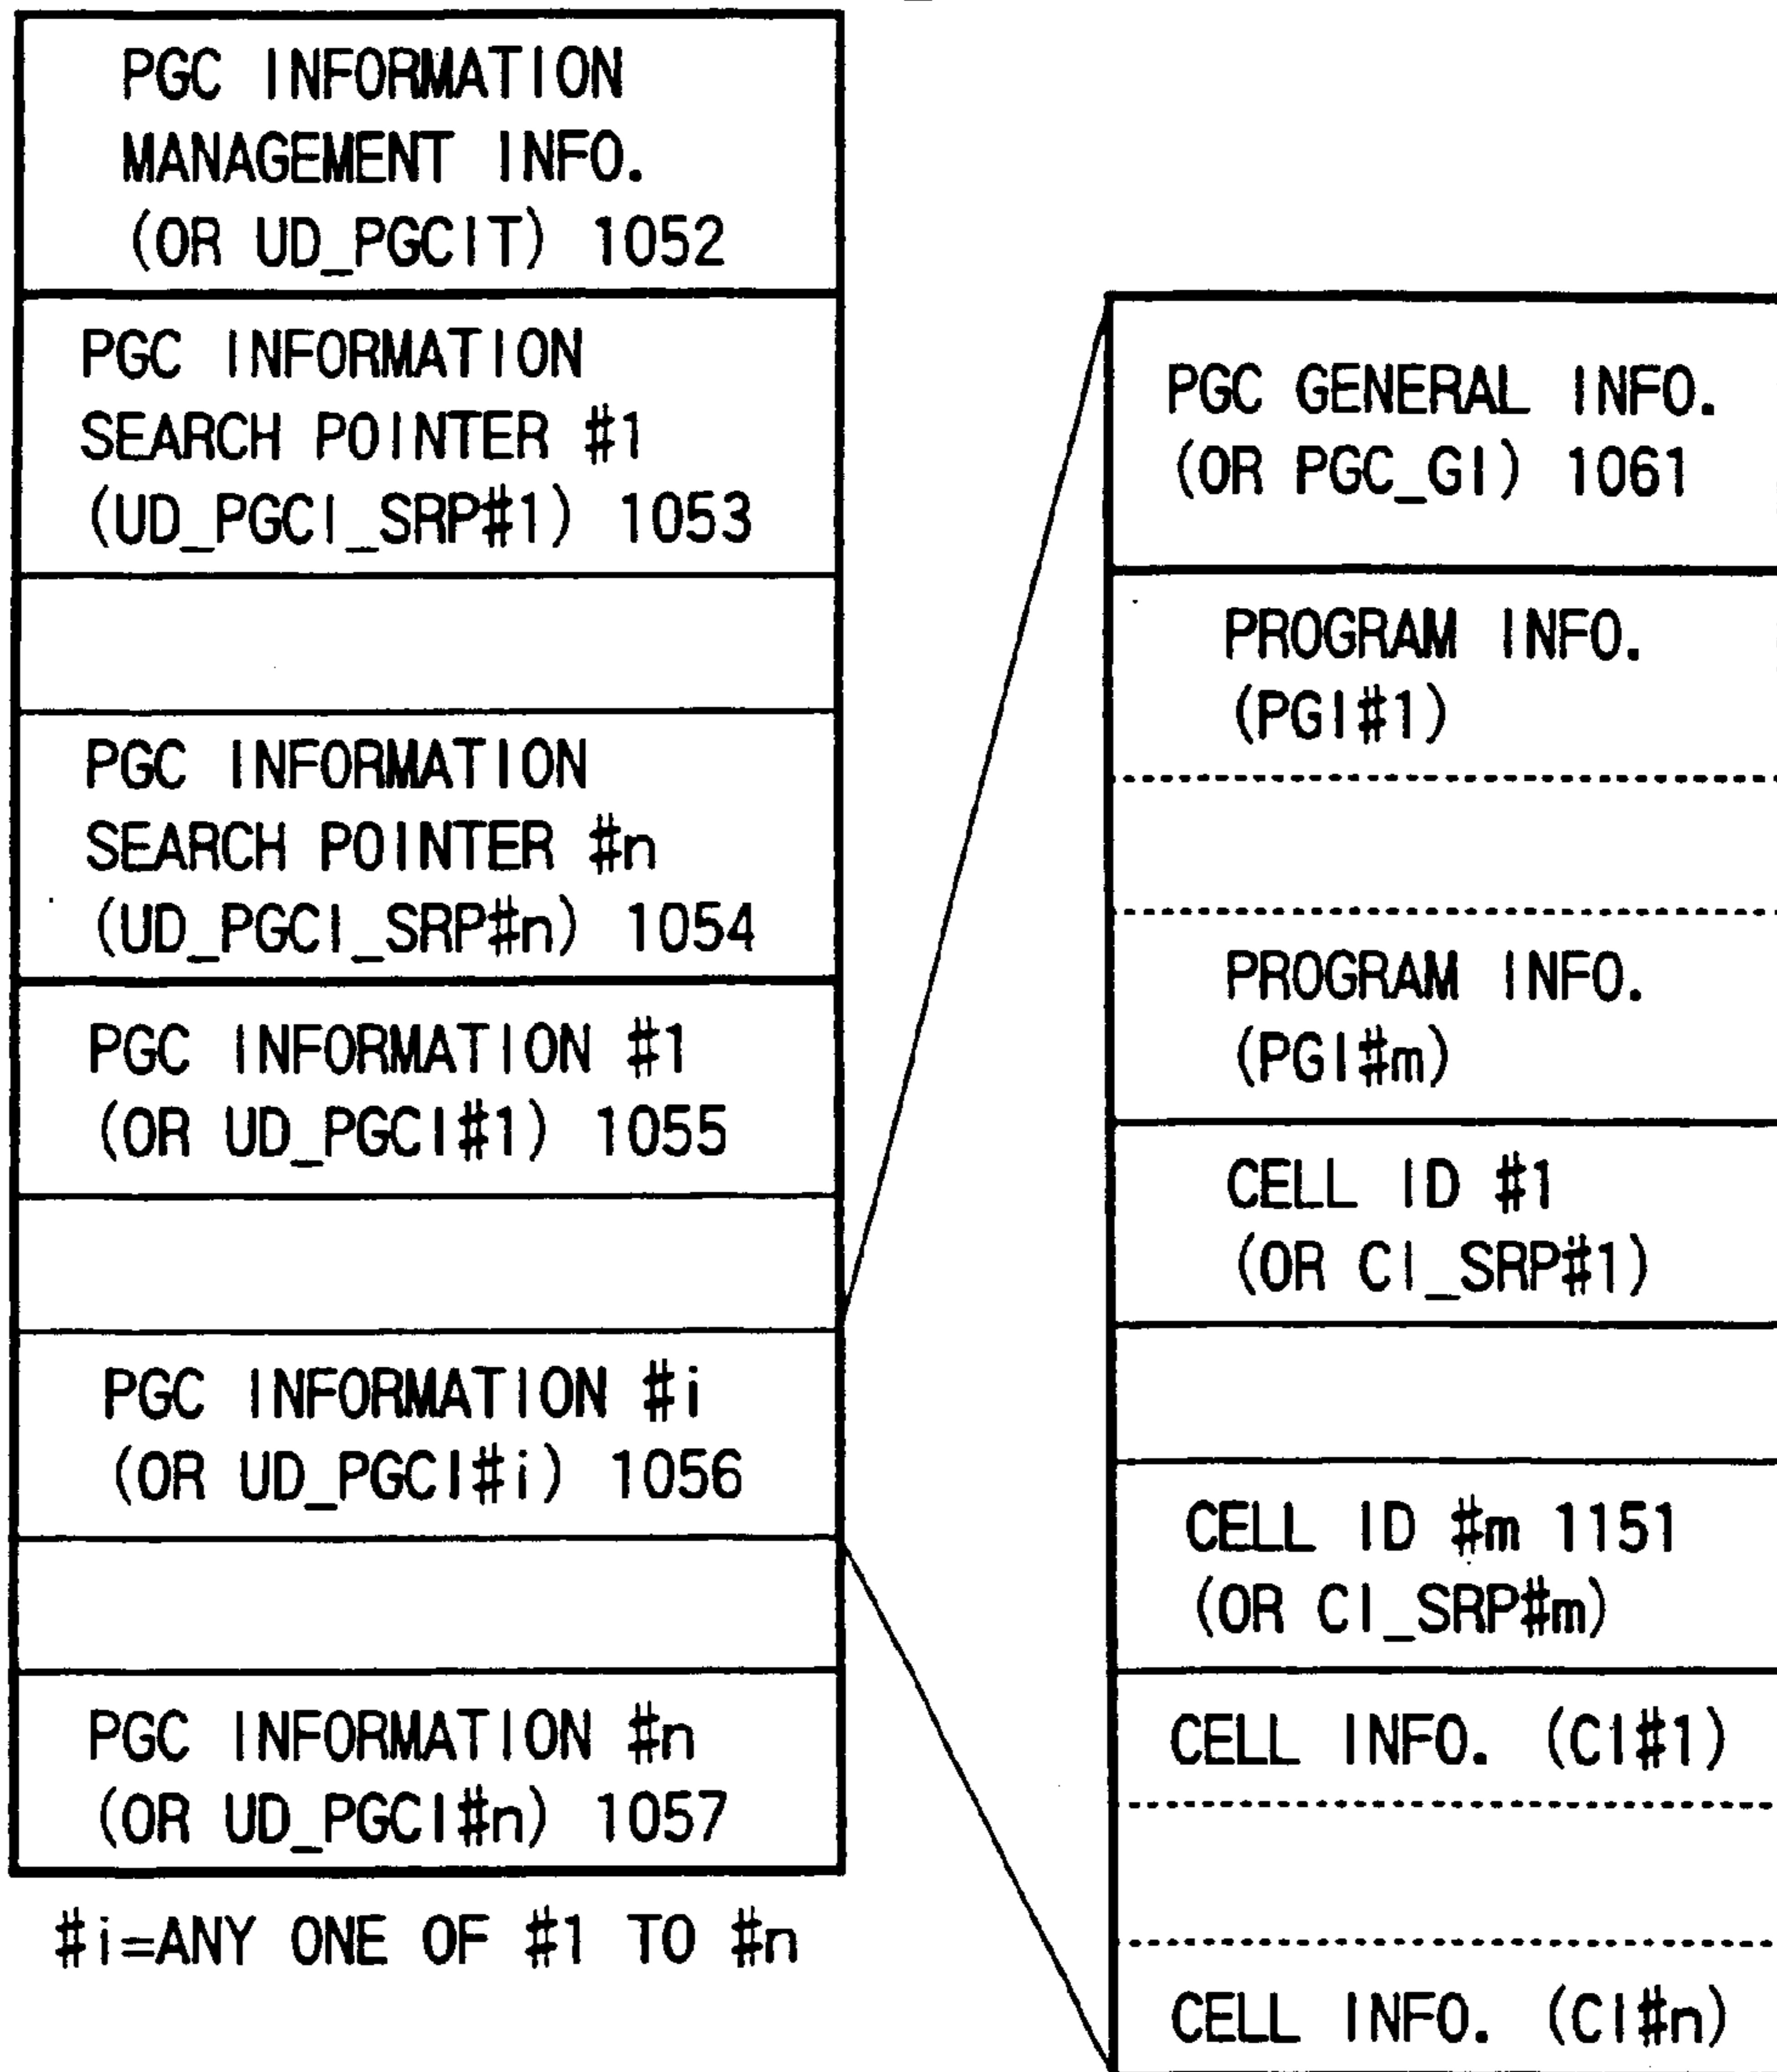 PGC INFORMATION
MANAGEMENT INFO.
(OR UD_PGCIT) 1052
PGC INFORMATION
SEARCH POINTER #1
(UD_PGCI_SRP#1) 1053
PGC INFORMATION
SEARCH POINTER #n
(UD_PGCI_SRP#n) 1054
PGC INFORMATION #1
(OR UD_PGCI#1) 1055
PGC INFORMATION #i
(OR UD_PGCI#i) 1056
PGC INFORMATION #n
(OR UD_PGCI#n) 1057
#i=ANY ONE OF #1 TO #n
PGC GENERAL INFO.
(OR PGC_GI) 1061
PROGRAM INFO.
(PGI#1)
PROGRAM INFO.
(PGI#m)
CELL ID #1
(OR CI_SRP#1)
CELL ID #m 1151
(OR CI_SRP#m)
CELL INFO. (CI#1)
CELL INFO. (CI#n)